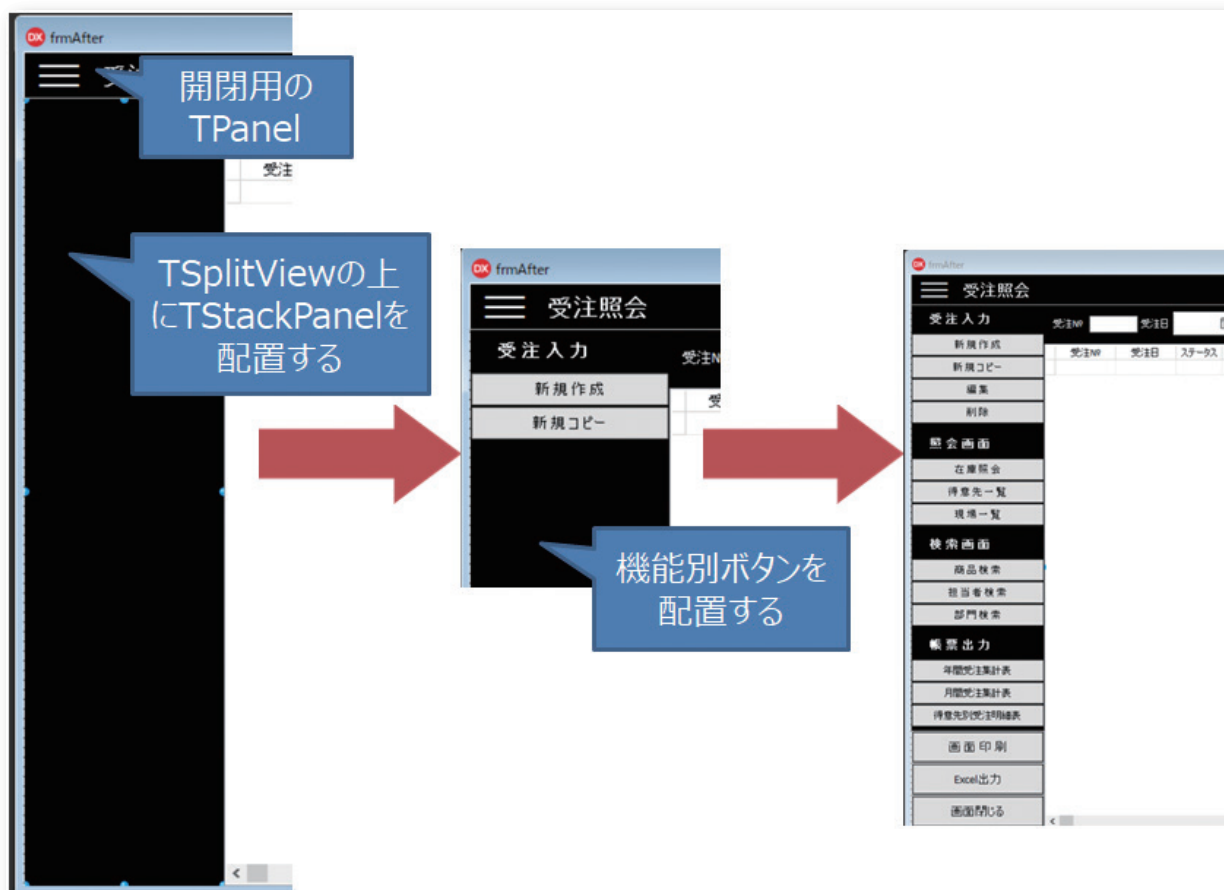 DX frmAfter
開閉用の
TPanel
受注
TSplitViewの上
にTStackPanelを
配置する
DX frmAfter
受注照会
受注入力
受注N
新規作成
新規コピー
機能別ボタンを
配置する
DX frmAfter
受注照会
受注入力
受注№ 受注日
新規作成
受注№ 受注日 ステータス
新規コピー
編集
削除
照会画面
在庫照会
得意先一覧
現場一覧
検索画面
商品検索
担当者検索
部門検索
帳票出力
年間受注集計表
月間受注集計表
得意先別受注明細表
画面印刷
Excel出力
画面閉じる